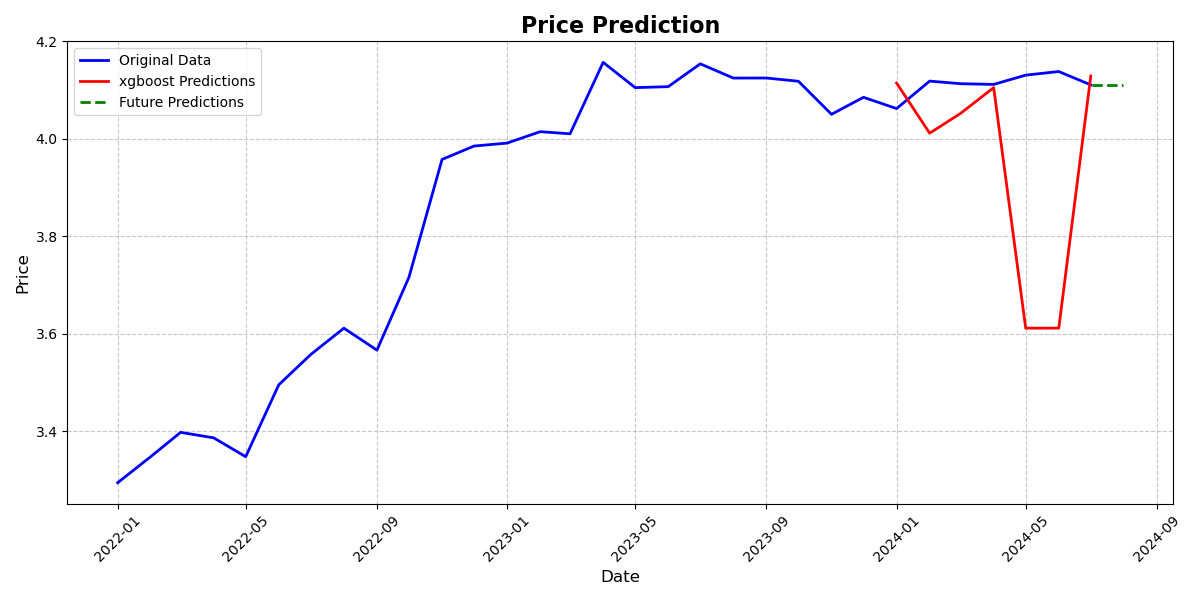 Price Prediction
Original Data
xgboost Predictions
Future Predictions
4.2
4.0
3.8
3.6
3.4
Price
2022-01
2022-05
2022-09
2023-01
2023-05
2023-09
2024-01
2024-05
2024-09
Date